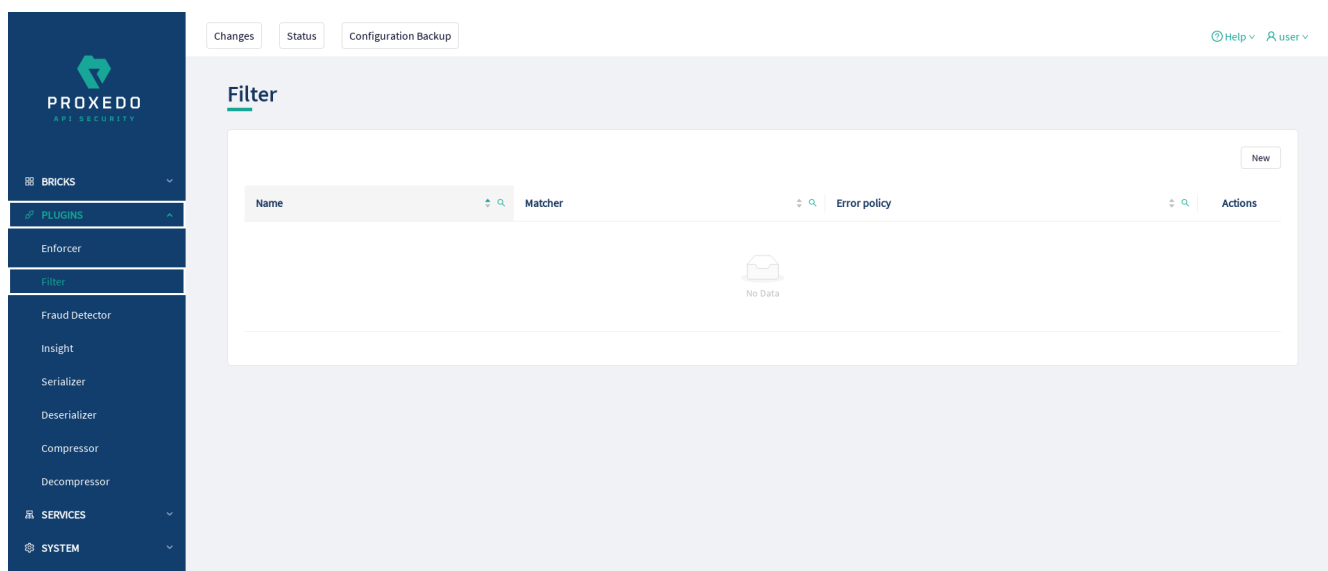 Changes Status Configuration Backup Help user
PROXEDO
API SECURITY
Filter
New
BRICKS
PLUGINS
Enforcer
Filter
Fraud Detector
Insight
Serializer
Deserializer
Compressor
Decompressor
SERVICES
SYSTEM
Name Matcher Error policy Actions
No Data